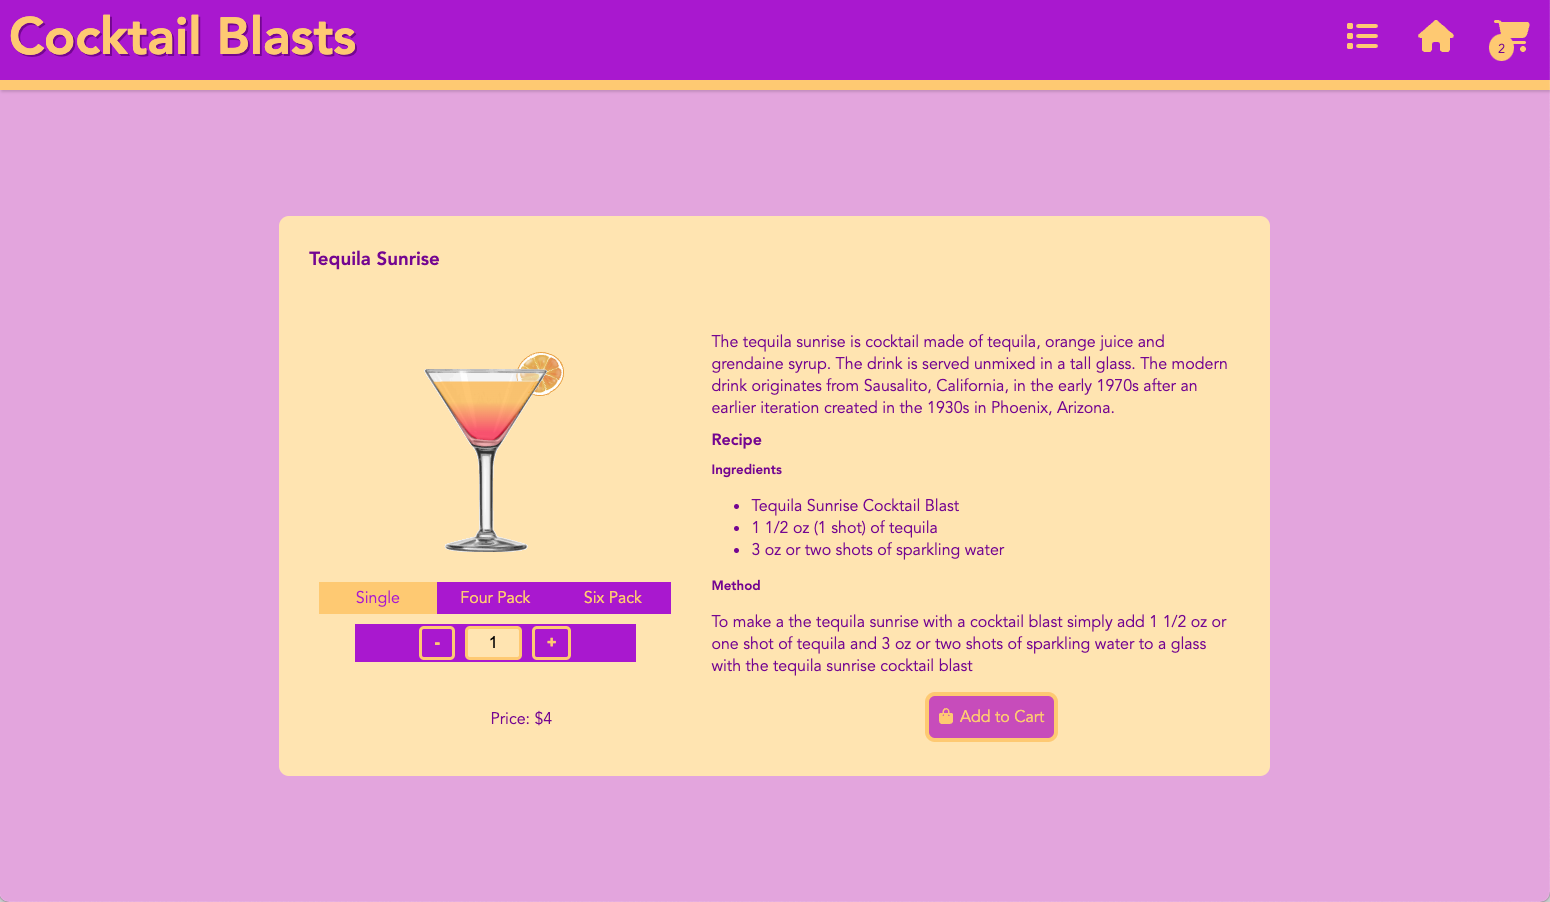 Cocktail Blasts
2
Tequila Sunrise
The tequila sunrise is cocktail made of tequila, orange juice and
grendaine syrup. The drink is served unmixed in a tall glass. The modern
drink originates from Sausalito, California, in the early 1970s after an
earlier iteration created in the 1930s in Phoenix, Arizona.
Recipe
Ingredients
• Tequila Sunrise Cocktail Blast
• 1 1/2 oz (1 shot) of tequila
• 3 oz or two shots of sparkling water
Method
To make a the tequila sunrise with a cocktail blast simply add 1 1/2 oz or
one shot of tequila and 3 oz or two shots of sparkling water to a glass
with the tequila sunrise cocktail blast
Single Four Pack Six Pack
- 1 +
Price: $4
Add to Cart